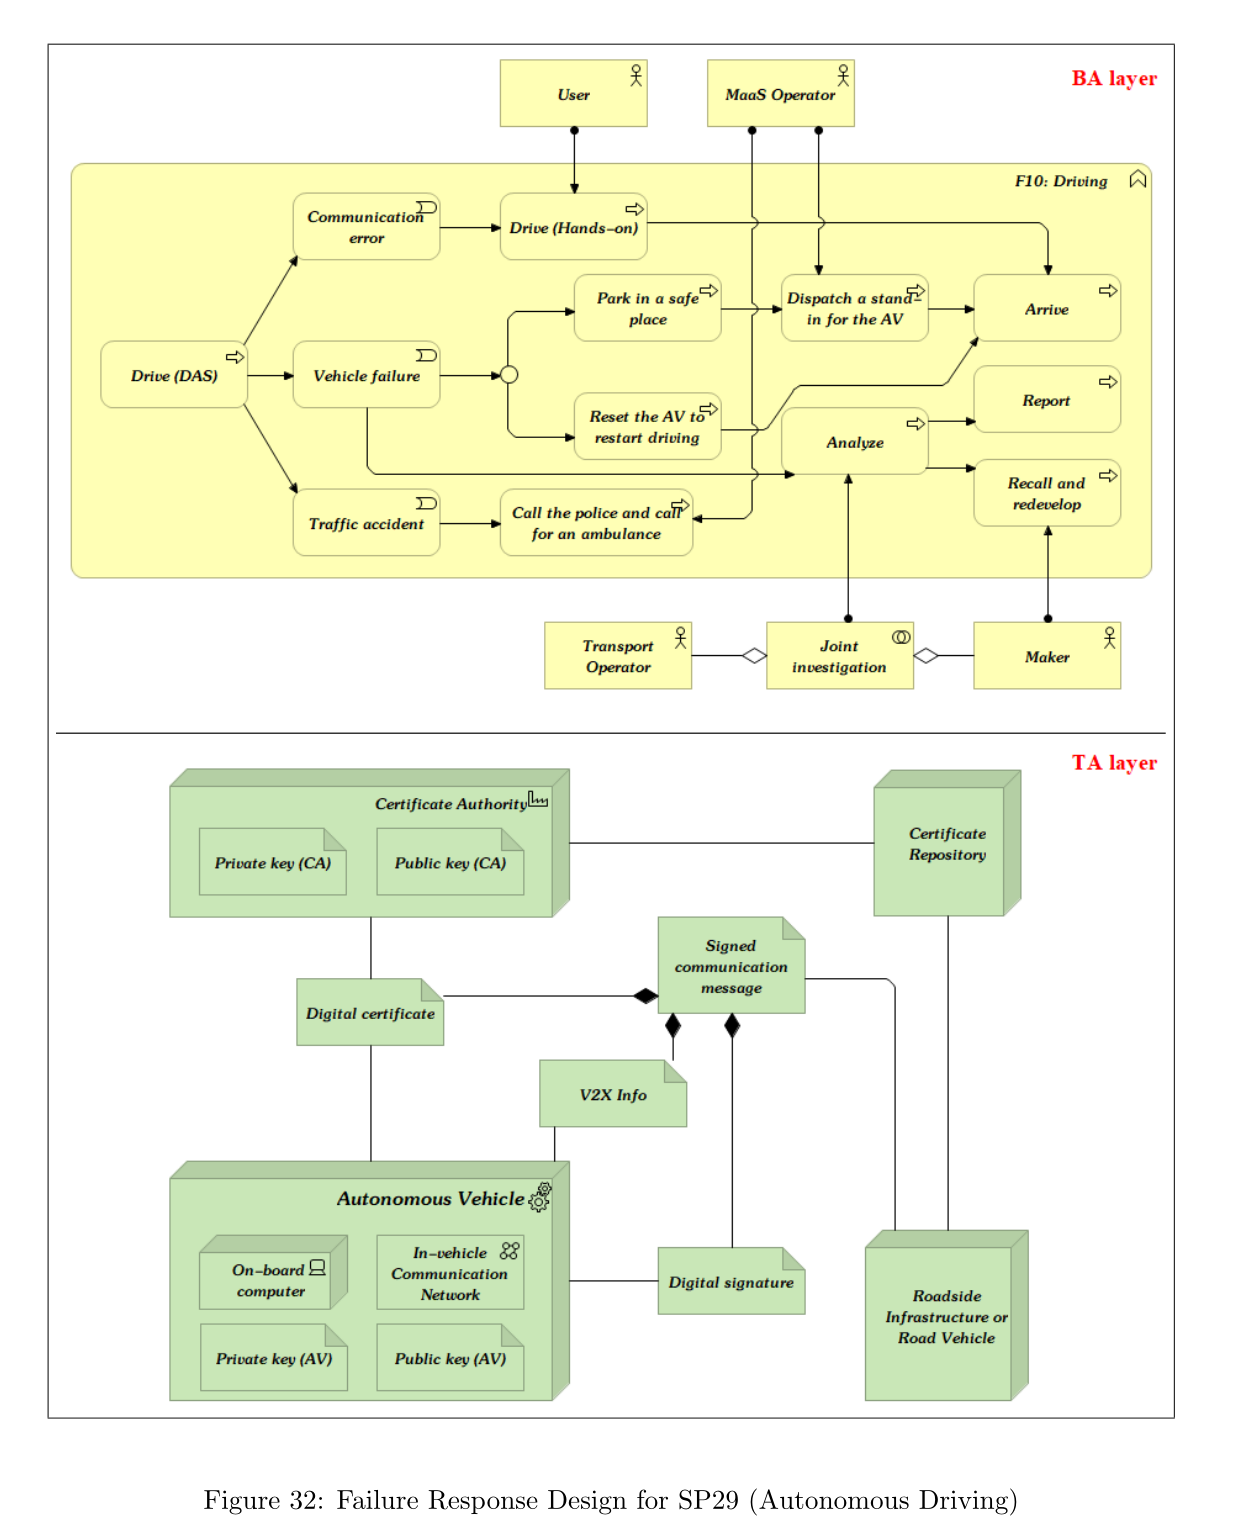 BA layer
User
MaaS Operator
F10: Driving
Communication
error
Drive (Hands-on)
Park in a safe
place
Dispatch a stand-
in for the AV
Arrive
Drive (DAS)
Vehicle failure
Reset the AV to
restart driving
Analyze
Report
Recall and
redevelop
Traffic accident
Call the police and call
for an ambulance
Transport
Operator
Joint
investigation
Maker
TA layer
Certificate Authority
Private key (CA)
Public key (CA)
Certificate
Repository
Signed
communication
message
Digital certificate
V2X Info
Autonomous Vehicle
On-board
computer
In-vehicle
Communication
Network
Private key (AV)
Public key (AV)
Digital signature
Roadside
Infrastructure or
Road Vehicle
Figure 32: Failure Response Design for SP29 (Autonomous Driving)